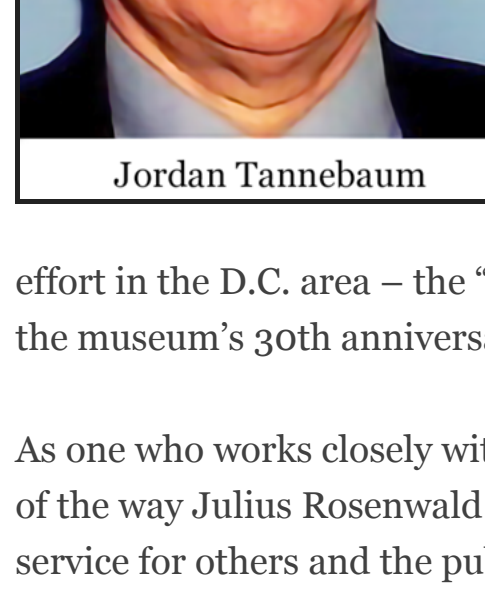 Jordan Tannebaum
effort in the D.C. area – the “
the museum’s 30th annivers
As one who works closely wit
of the way Julius Rosenwald
service for others and the pu